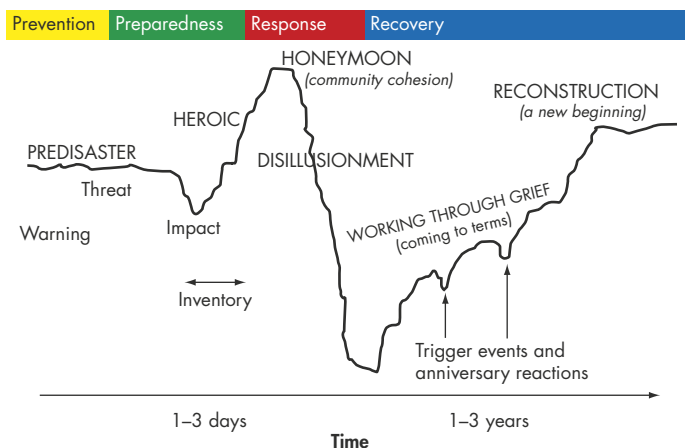 Prevention
Preparedness
Response
Recovery
HONEYMOON
(community cohesion)
RECONSTRUCTION
(a new beginning)
HEROIC
PREDISASTER
DISILLUSIONMENT
Threat
WORKING THROUGH GRIEF
(coming to terms)
Warning
Impact
Inventory
Trigger events and
anniversary reactions
1–3 days
1–3 years
Time